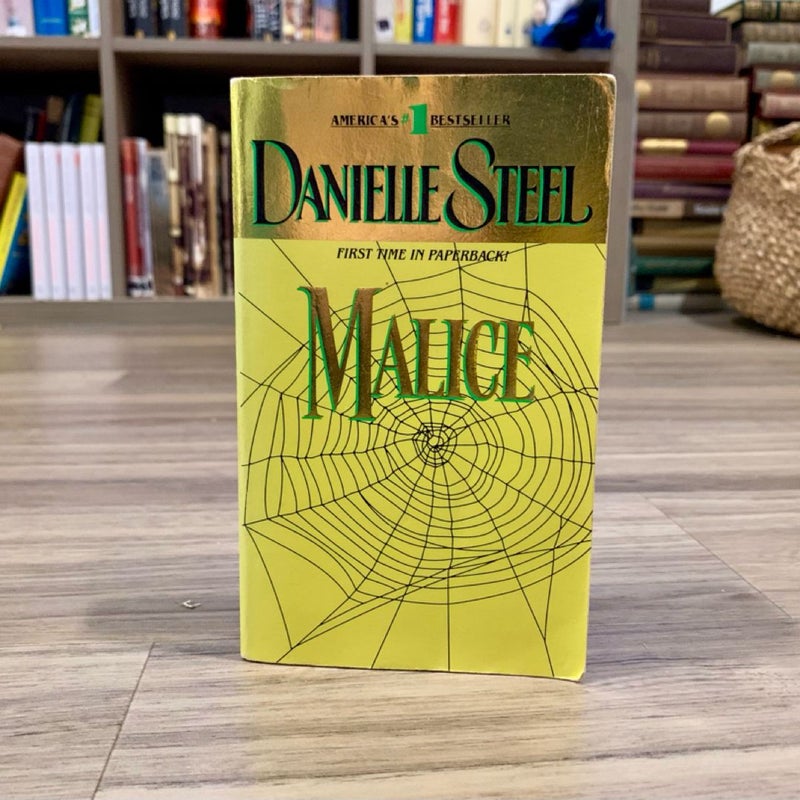 AMERICA'S #1 BESTSELLER
DANIELLE STEEL
FIRST TIME IN PAPERBACK!
MALICE